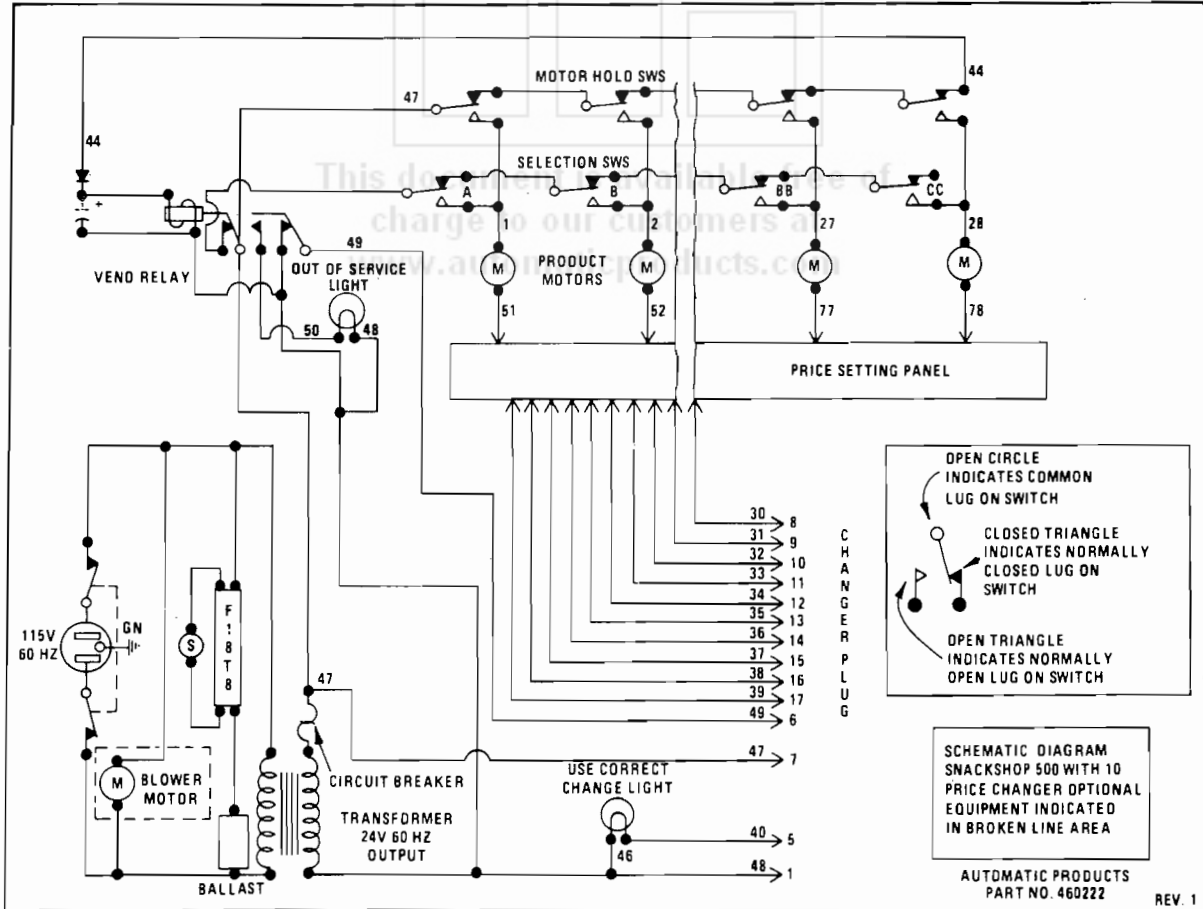 MOTOR HOLD SWS
44
47
44
This document is available free of
charge to our customers at
www.automaticproducts.com
SELECTION SWS
A
B
BB
CC
+
1
2
27
28
49
VEND RELAY
OUT OF SERVICE
LIGHT
PRODUCT
MOTORS
M
M
M
M
50
48
51
52
77
78
PRICE SETTING PANEL
OPEN CIRCLE
INDICATES COMMON
LUG ON SWITCH
CLOSED TRIANGLE
INDICATES NORMALLY
CLOSED LUG ON
SWITCH
OPEN TRIANGLE
INDICATES NORMALLY
OPEN LUG ON SWITCH
30 8
31 9
32 10
33 11
34 12
35 13
36 14
37 15
38 16
39 17
49 6
47 7
40 5
48 1
CHANGER PLUG
115V
60 HZ
GN
S
F18T8
47
M
BLOWER
MOTOR
CIRCUIT BREAKER
TRANSFORMER
24V 60 HZ
OUTPUT
BALLAST
USE CORRECT
CHANGE LIGHT
46
SCHEMATIC DIAGRAM
SNACKSHOP 500 WITH 10
PRICE CHANGER OPTIONAL
EQUIPMENT INDICATED
IN BROKEN LINE AREA
AUTOMATIC PRODUCTS
PART NO. 460222
REV. 1